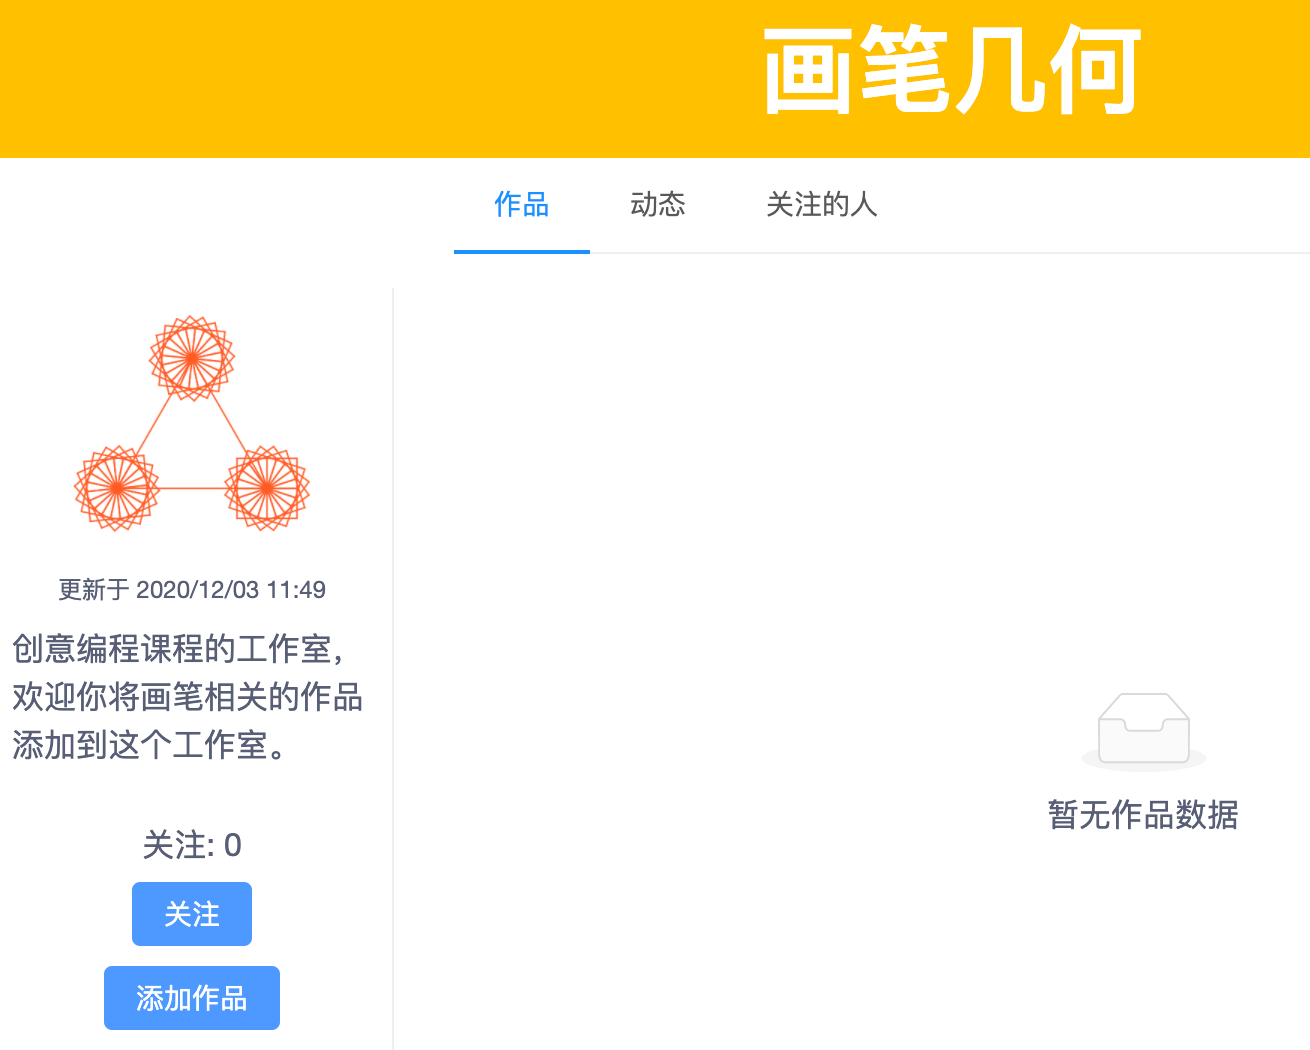 画笔几何
作品
动态
关注的人
更新于 2020/12/03 11:49
创意编程课程的工作室，
欢迎你将画笔相关的作品
添加到这个工作室。
关注: 0
关注
添加作品
暂无作品数据